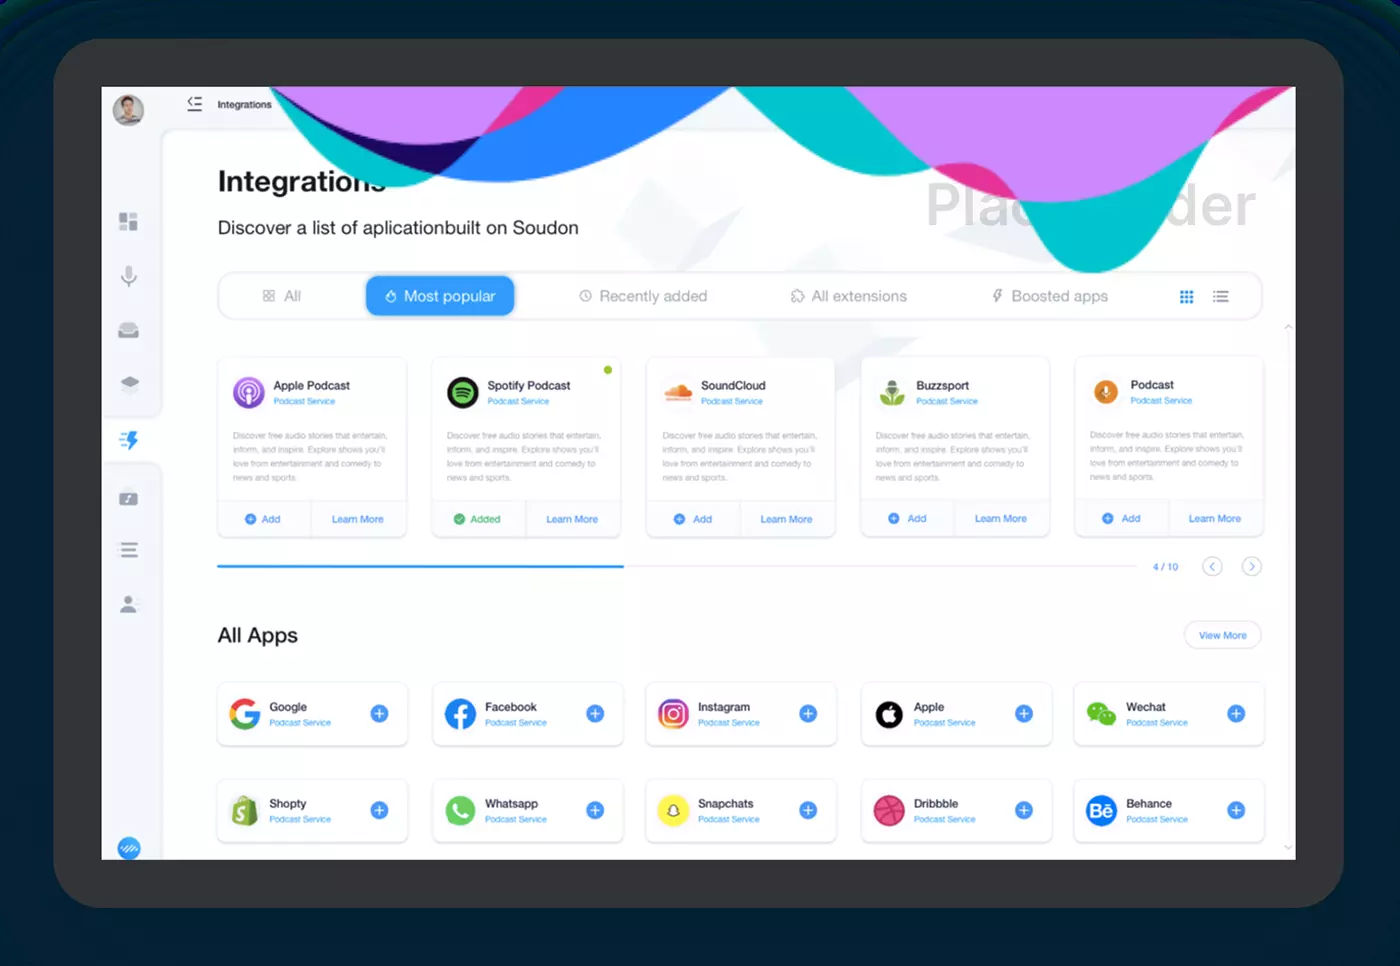 Integrations
Integrations
Discover a list of aplicationbuilt on Soudon
All
Most popular
Recently added
All extensions
Boosted apps
Apple Podcast
Podcast Service
Discover free audio stories that entertain,
inform, and inspire. Explore shows you'll
love from entertainment and comedy to
news and sports.
Add
Learn More
Spotify Podcast
Podcast Service
Discover free audio stories that entertain,
inform, and inspire. Explore shows you'll
love from entertainment and comedy to
news and sports.
Added
Learn More
SoundCloud
Podcast Service
Discover free audio stories that entertain,
inform, and inspire. Explore shows you'll
love from entertainment and comedy to
news and sports.
Add
Learn More
Buzzsport
Podcast Service
Discover free audio stories that entertain,
inform, and inspire. Explore shows you'll
love from entertainment and comedy to
news and sports.
Add
Learn More
Podcast
Podcast Service
Discover free audio stories that entertain,
inform, and inspire. Explore shows you'll
love from entertainment and comedy to
news and sports.
Add
Learn More
4 / 10
All Apps
View More
Google
Podcast Service
Facebook
Podcast Service
Instagram
Podcast Service
Apple
Podcast Service
Wechat
Podcast Service
Shopty
Podcast Service
Whatsapp
Podcast Service
Snapchats
Podcast Service
Dribbble
Podcast Service
Bē
Behance
Podcast Service